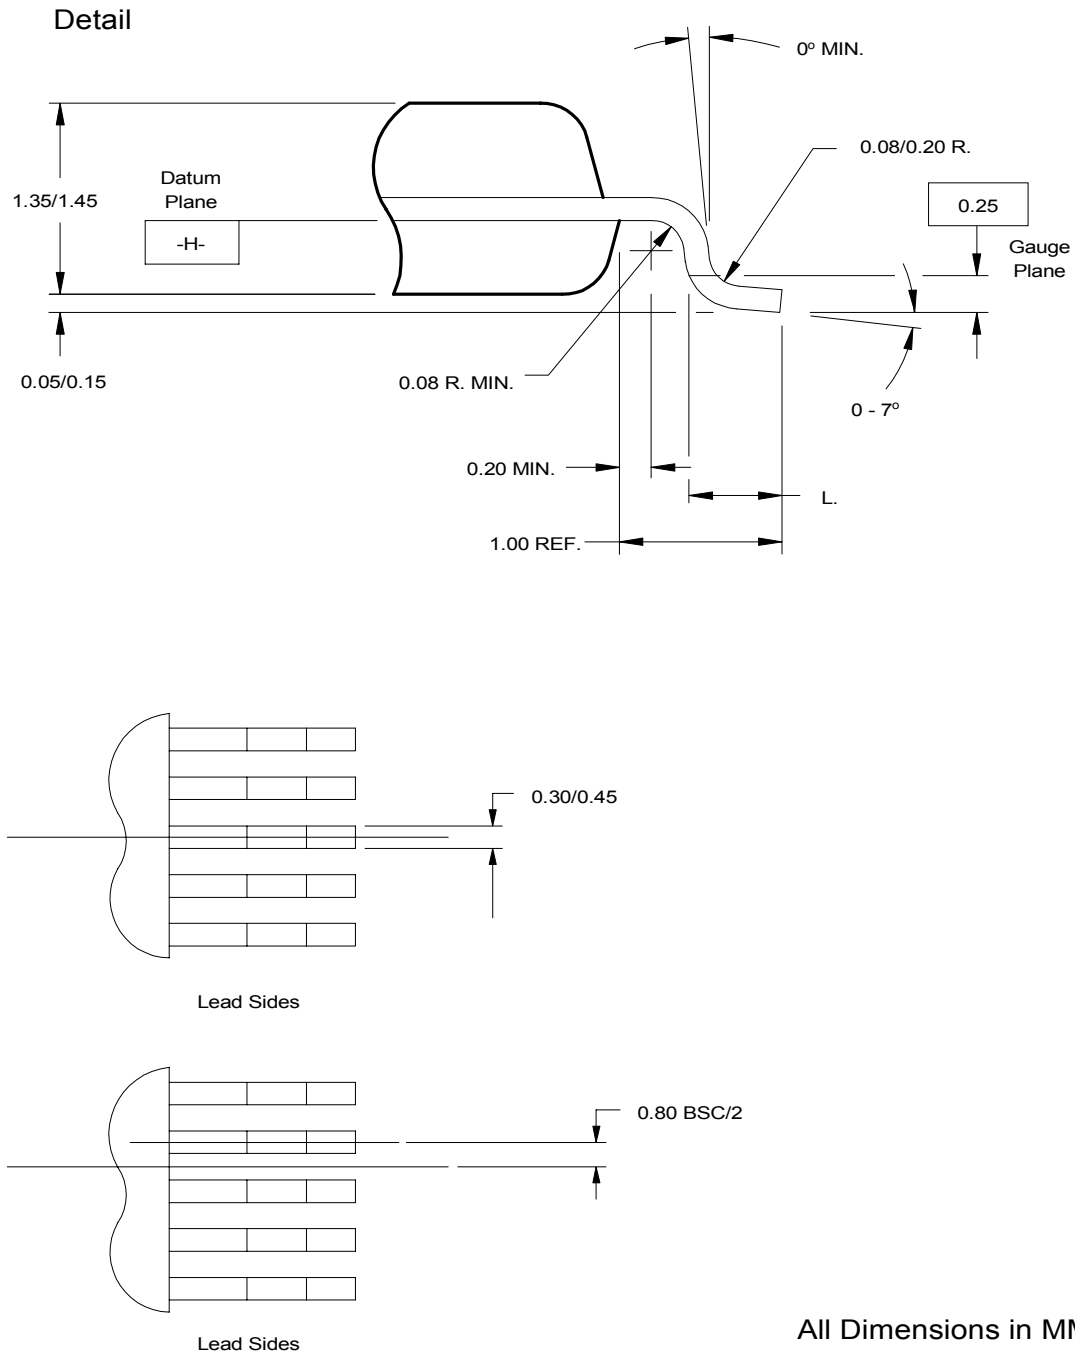 Detail
0º MIN.
0.08/0.20 R.
1.35/1.45
Datum
Plane
-H-
0.25
Gauge
Plane
0.05/0.15
0.08 R. MIN.
0 - 7º
0.20 MIN.
L.
1.00 REF.
0.30/0.45
Lead Sides
0.80 BSC/2
Lead Sides
All Dimensions in MM